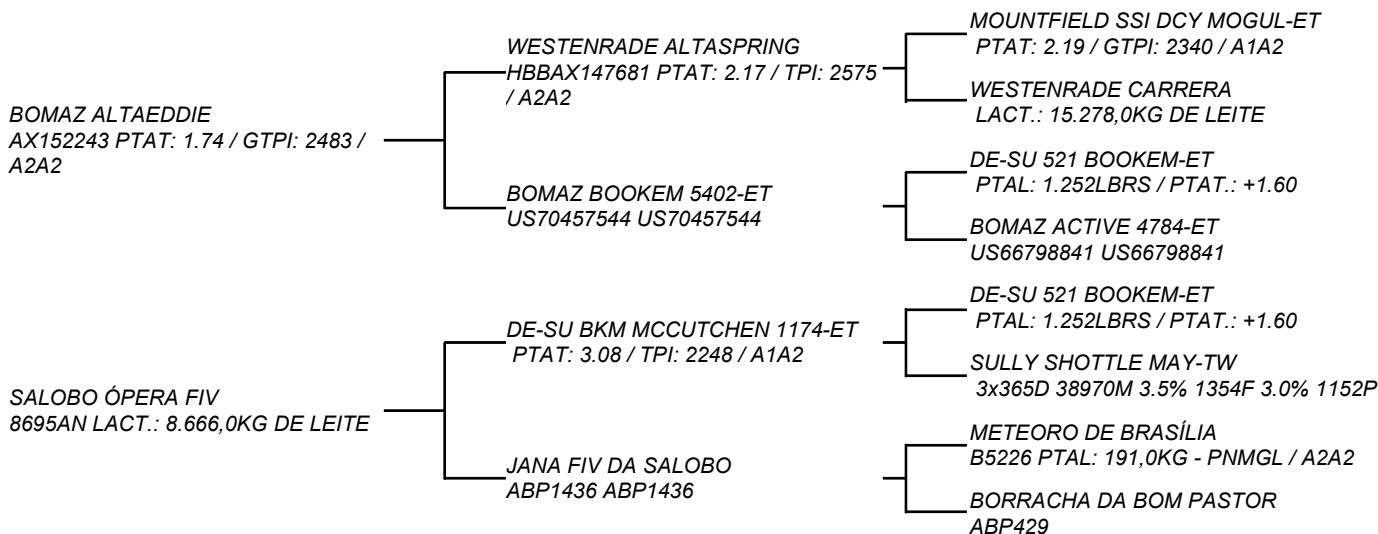 BOMAZ ALTAEDDIE
AX152243 PTAT: 1.74 / GTPI: 2483 /
A2A2
WESTENRADE ALTASPRING
HBBAX147681 PTAT: 2.17 / TPI: 2575
/ A2A2
MOUNTFIELD SSI DCY MOGUL-ET
PTAT: 2.19 / GTPI: 2340 / A1A2
WESTENRADE CARRERA
LACT.: 15.278,0KG DE LEITE
BOMAZ BOOKEM 5402-ET
US70457544 US70457544
DE-SU 521 BOOKEM-ET
PTAL: 1.252LBRS / PTAT.: +1.60
BOMAZ ACTIVE 4784-ET
US66798841 US66798841
SALOBO ÓPERA FIV
8695AN LACT.: 8.666,0KG DE LEITE
DE-SU BKM MCCUTCHEN 1174-ET
PTAT: 3.08 / TPI: 2248 / A1A2
DE-SU 521 BOOKEM-ET
PTAL: 1.252LBRS / PTAT.: +1.60
SULLY SHOTTLE MAY-TW
3x365D 38970M 3.5% 1354F 3.0% 1152P
JANA FIV DA SALOBO
ABP1436 ABP1436
METEORO DE BRASÍLIA
B5226 PTAL: 191,0KG - PNMGL / A2A2
BORRACHA DA BOM PASTOR
ABP429